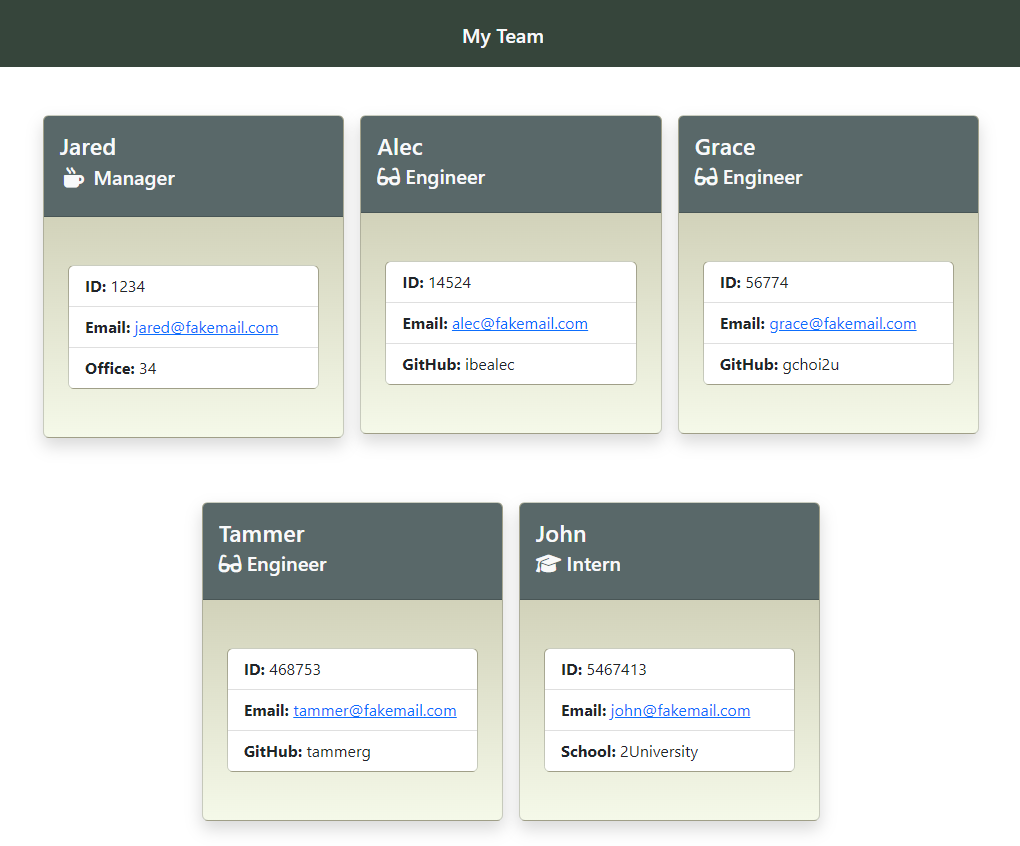 My Team
Jared
Manager
ID: 1234
Email: jared@fakemail.com
Office: 34
Alec
Engineer
ID: 14524
Email: alec@fakemail.com
GitHub: ibealec
Grace
Engineer
ID: 56774
Email: grace@fakemail.com
GitHub: gchoi2u
Tammer
Engineer
ID: 468753
Email: tammer@fakemail.com
GitHub: tammerg
John
Intern
ID: 5467413
Email: john@fakemail.com
School: 2University